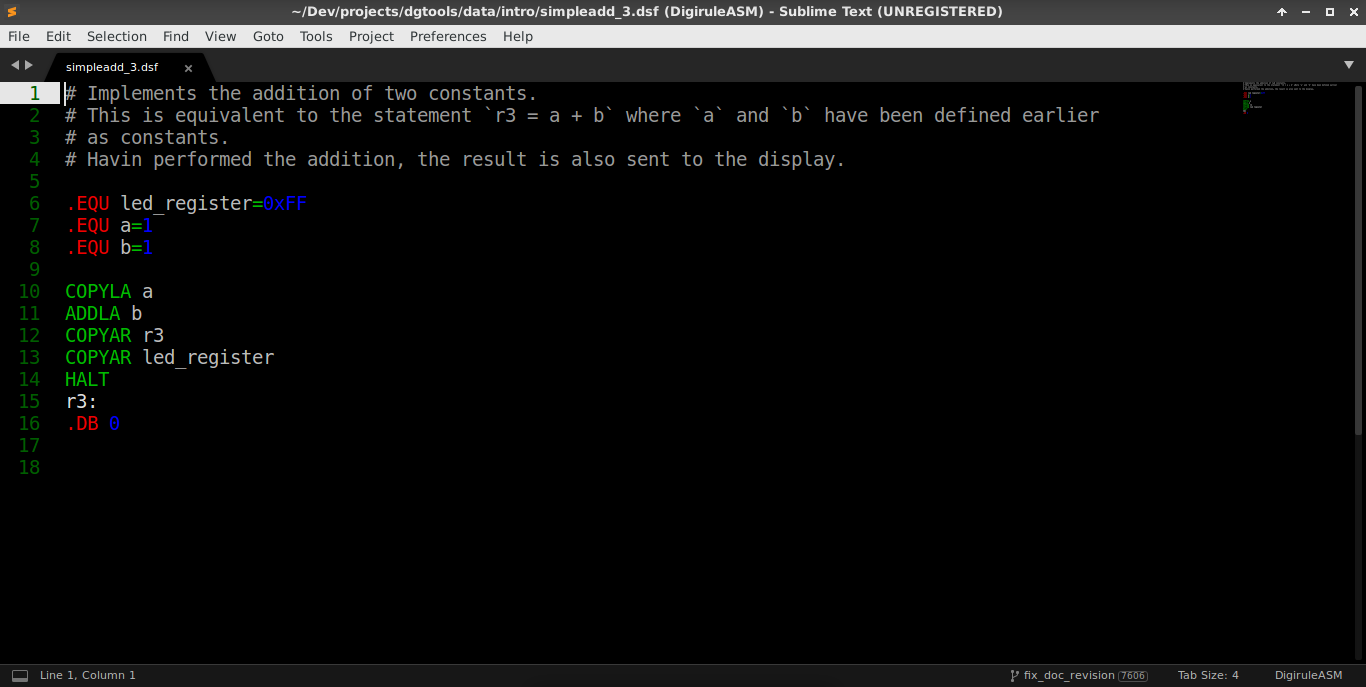 ~/Dev/projects/dgtools/data/intro/simpleadd_3.dsf (DigiruleASM) - Sublime Text (UNREGISTERED)
File Edit Selection Find View Goto Tools Project Preferences Help
simpleadd_3.dsf ×
1 # Implements the addition of two constants.
2 # This is equivalent to the statement `r3 = a + b` where `a` and `b` have been defined earlier
3 # as constants.
4 # Havin performed the addition, the result is also sent to the display.
5
6 .EQU led_register=0xFF
7 .EQU a=1
8 .EQU b=1
9
10 COPYLA a
11 ADDLA b
12 COPYAR r3
13 COPYAR led_register
14 HALT
15 r3:
16 .DB 0
17
18
Line 1, Column 1 fix_doc_revision 7606 Tab Size: 4 DigiruleASM